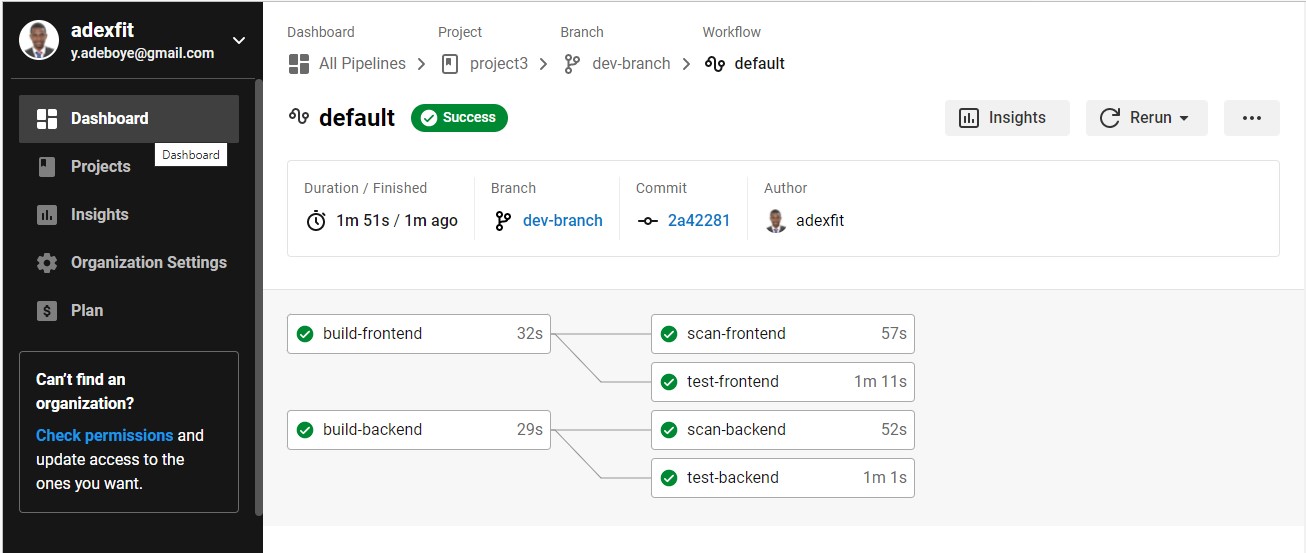 adexfit
y.adeboye@gmail.com
Dashboard
Dashboard
Projects
Insights
Organization Settings
Plan
Can't find an
organization?
Check permissions and
update access to the
ones you want.
Dashboard Project Branch Workflow
All Pipelines project3 dev-branch default
default Success Insights Rerun
Duration / Finished Branch Commit Author
1m 51s / 1m ago dev-branch 2a42281 adexfit
build-frontend 32s scan-frontend 57s
test-frontend 1m 11s
build-backend 29s scan-backend 52s
test-backend 1m 1s